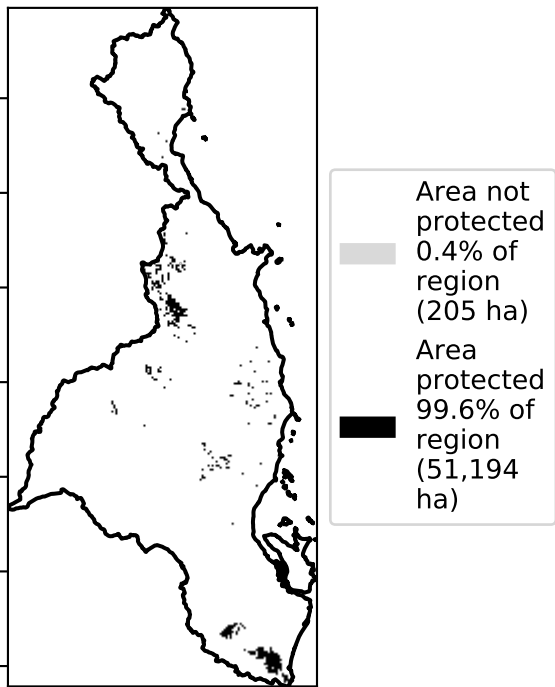 Area not
protected
0.4% of
region
(205 ha)
Area
protected
99.6% of
region
(51,194
ha)